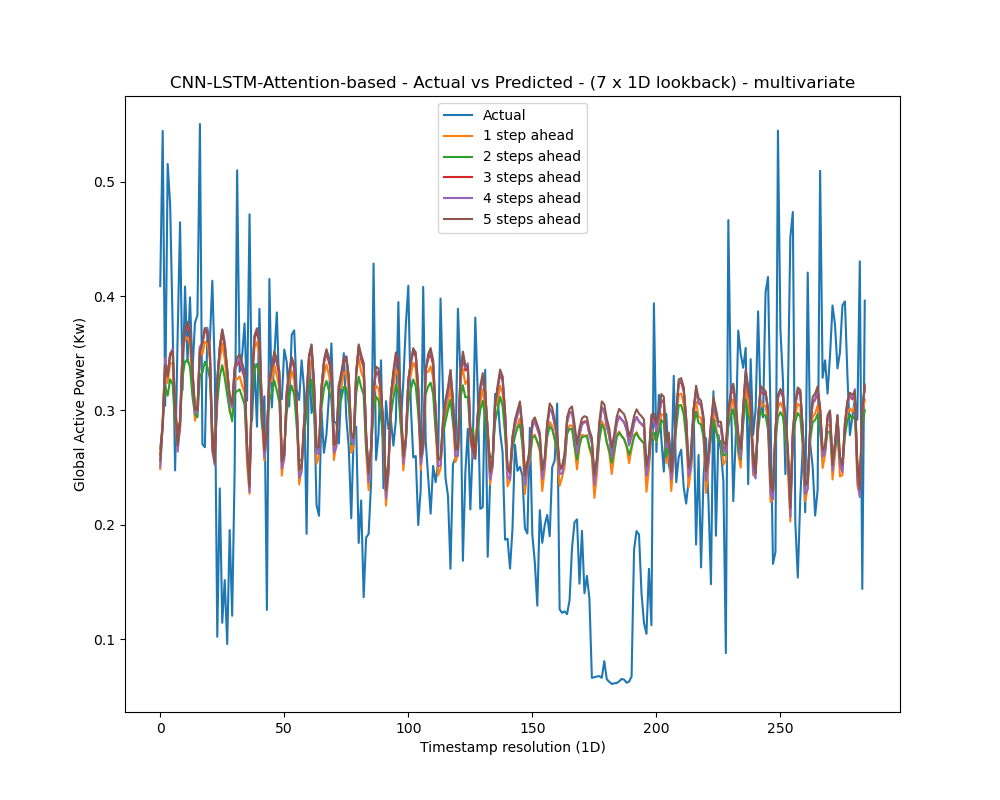 CNN-LSTM-Attention-based - Actual vs Predicted - (7 x 1D lookback) - multivariate
Actual
1 step ahead
2 steps ahead
3 steps ahead
4 steps ahead
5 steps ahead
Global Active Power (Kw)
0.5
0.4
0.3
0.2
0.1
0
50
100
150
200
250
Timestamp resolution (1D)